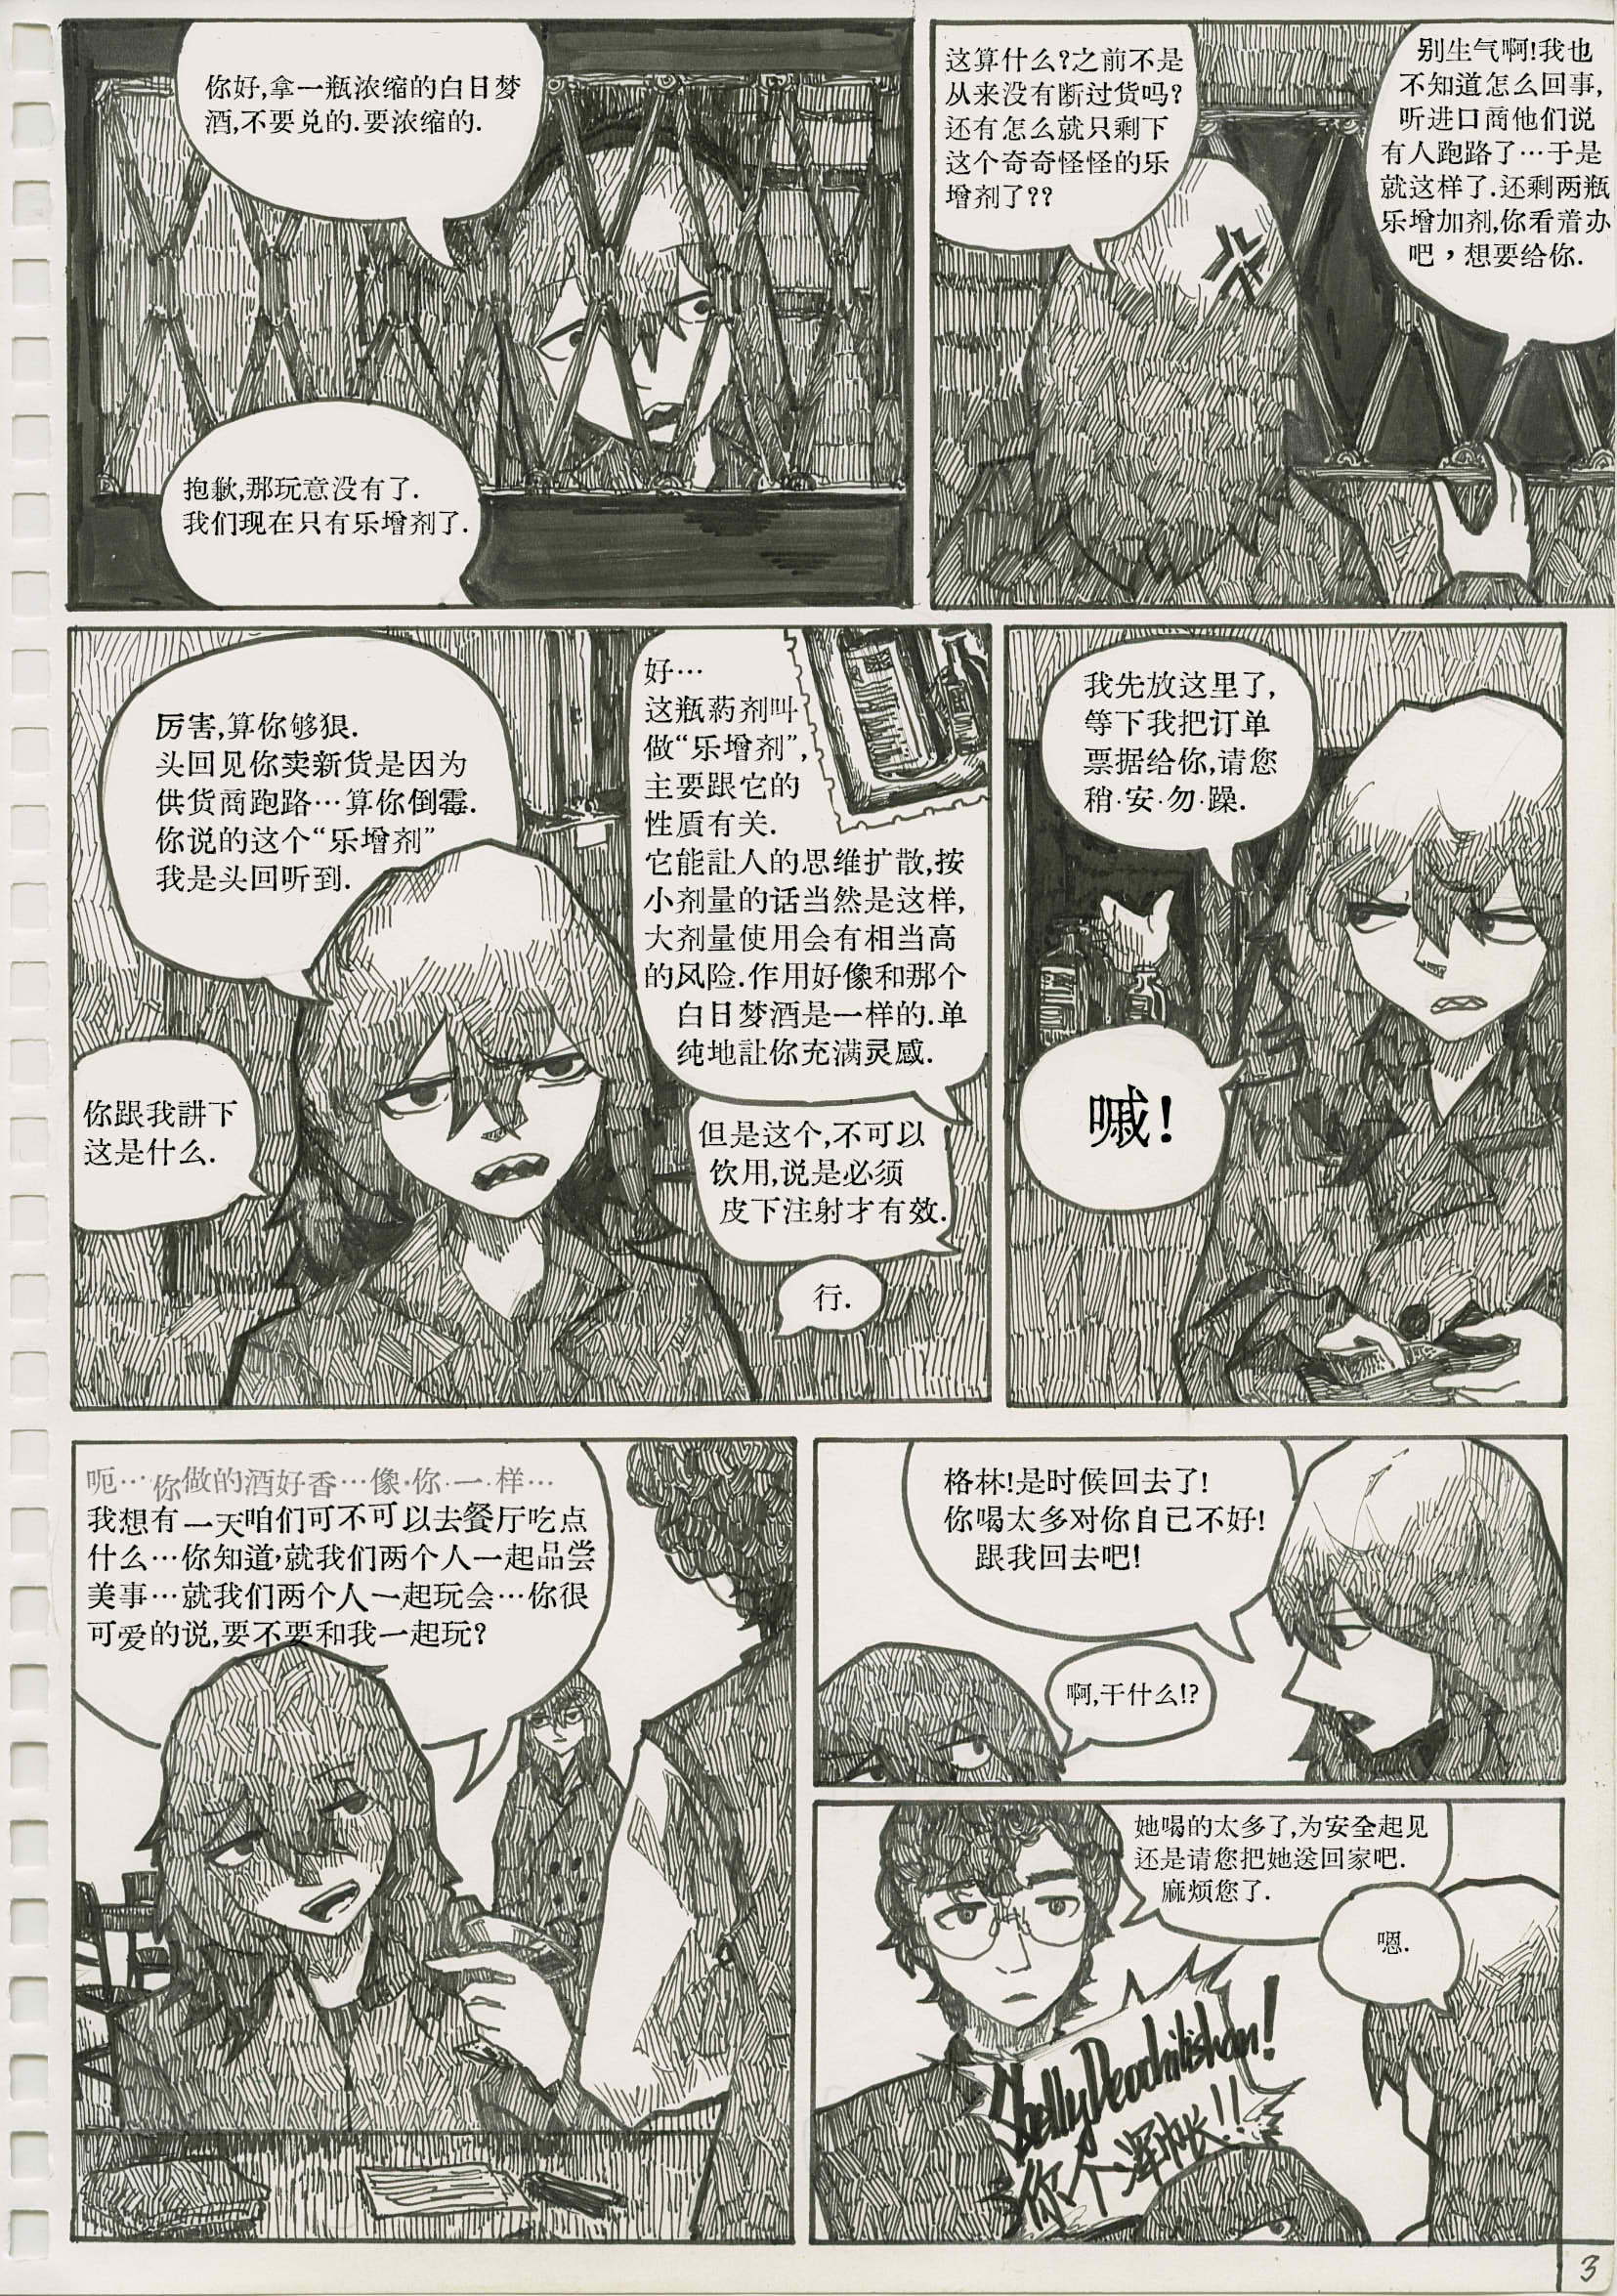 你好,拿一瓶浓缩的白日梦
酒,不要兑的.要浓缩的.
抱歉,那玩意没有了.
我们现在只有乐增剂了.
这算什么?之前不是
从来没有断过货吗?
还有怎么就只剩下
这个奇奇怪怪的乐
增剂了??
别生气啊!我也
不知道怎么回事,
听进口商他们说
有人跑路了…于是
就这样了.还剩两瓶
乐增加剂,你看着办
吧，想要给你.
厉害,算你够狠.
头回见你卖新货是因为
供货商跑路…算你倒霉.
你说的这个“乐增剂”
我是头回听到.
你跟我講下
这是什么.
好…
这瓶药剂叫
做“乐增剂”,
主要跟它的
性质有关.
它能讓人的思维扩散,按
小剂量的话当然是这样,
大剂量使用会有相当高
的风险.作用好像和那个
白日梦酒是一样的.单
纯地讓你充满灵感.
但是这个,不可以
饮用,说是必须
皮下注射才有效.
行.
我先放这里了,
等下我把订单
票据给你,请您
稍·安·勿·躁.
嘁!
呃…你做的酒好香…像·你·一·样…
我想有一天咱们可不可以去餐厅吃点
什么…你知道,就我们两个人一起品尝
美事…就我们两个人一起玩会…你很
可爱的说,要不要和我一起玩?
格林!是时候回去了!
你喝太多对你自己不好!
跟我回去吧!
啊,干什么!?
她喝的太多了,为安全起见
还是请您把她送回家吧.
麻烦您了.
嗯.
你个浑帐!!
3